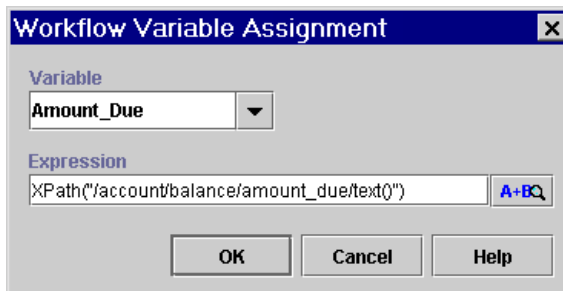 Workflow Variable Assignment
Variable
Amount_Due
Expression
XPath("/account/balance/amount_due/text()")
A+B
OK
Cancel
Help